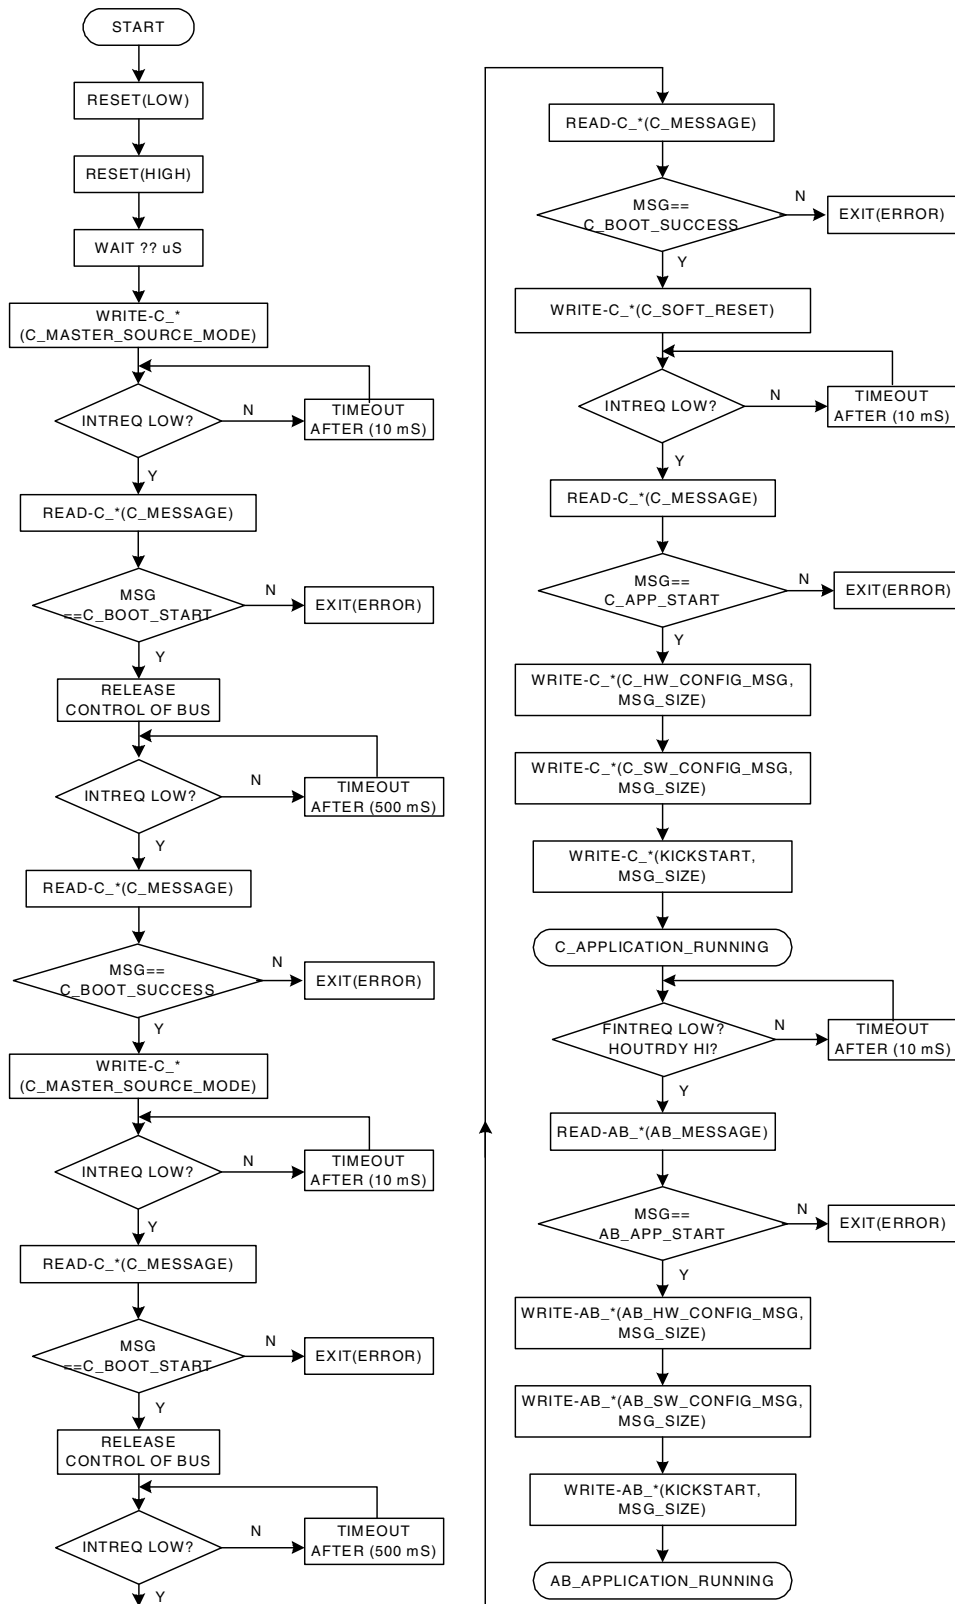 START
RESET(LOW)
RESET(HIGH)
WAIT ?? uS
WRITE-C_*
(C_MASTER_SOURCE_MODE)
INTREQ LOW?
N
TIMEOUT
AFTER (10 mS)
Y
READ-C_*(C_MESSAGE)
MSG
==C_BOOT_START
N
EXIT(ERROR)
Y
RELEASE
CONTROL OF BUS
INTREQ LOW?
N
TIMEOUT
AFTER (500 mS)
Y
READ-C_*(C_MESSAGE)
MSG==
C_BOOT_SUCCESS
N
EXIT(ERROR)
Y
WRITE-C_*
(C_MASTER_SOURCE_MODE)
INTREQ LOW?
N
TIMEOUT
AFTER (10 mS)
Y
READ-C_*(C_MESSAGE)
MSG
==C_BOOT_START
N
EXIT(ERROR)
Y
RELEASE
CONTROL OF BUS
INTREQ LOW?
N
TIMEOUT
AFTER (500 mS)
Y
READ-C_*(C_MESSAGE)
MSG==
C_BOOT_SUCCESS
N
EXIT(ERROR)
Y
WRITE-C_*(C_SOFT_RESET)
INTREQ LOW?
N
TIMEOUT
AFTER (10 mS)
Y
READ-C_*(C_MESSAGE)
MSG==
C_APP_START
N
EXIT(ERROR)
Y
WRITE-C_*(C_HW_CONFIG_MSG,
MSG_SIZE)
WRITE-C_*(C_SW_CONFIG_MSG,
MSG_SIZE)
WRITE-C_*(KICKSTART,
MSG_SIZE)
C_APPLICATION_RUNNING
FINTREQ LOW?
HOUTRDY HI?
N
TIMEOUT
AFTER (10 mS)
Y
READ-AB_*(AB_MESSAGE)
MSG==
AB_APP_START
N
EXIT(ERROR)
Y
WRITE-AB_*(AB_HW_CONFIG_MSG,
MSG_SIZE)
WRITE-AB_*(AB_SW_CONFIG_MSG,
MSG_SIZE)
WRITE-AB_*(KICKSTART,
MSG_SIZE)
AB_APPLICATION_RUNNING